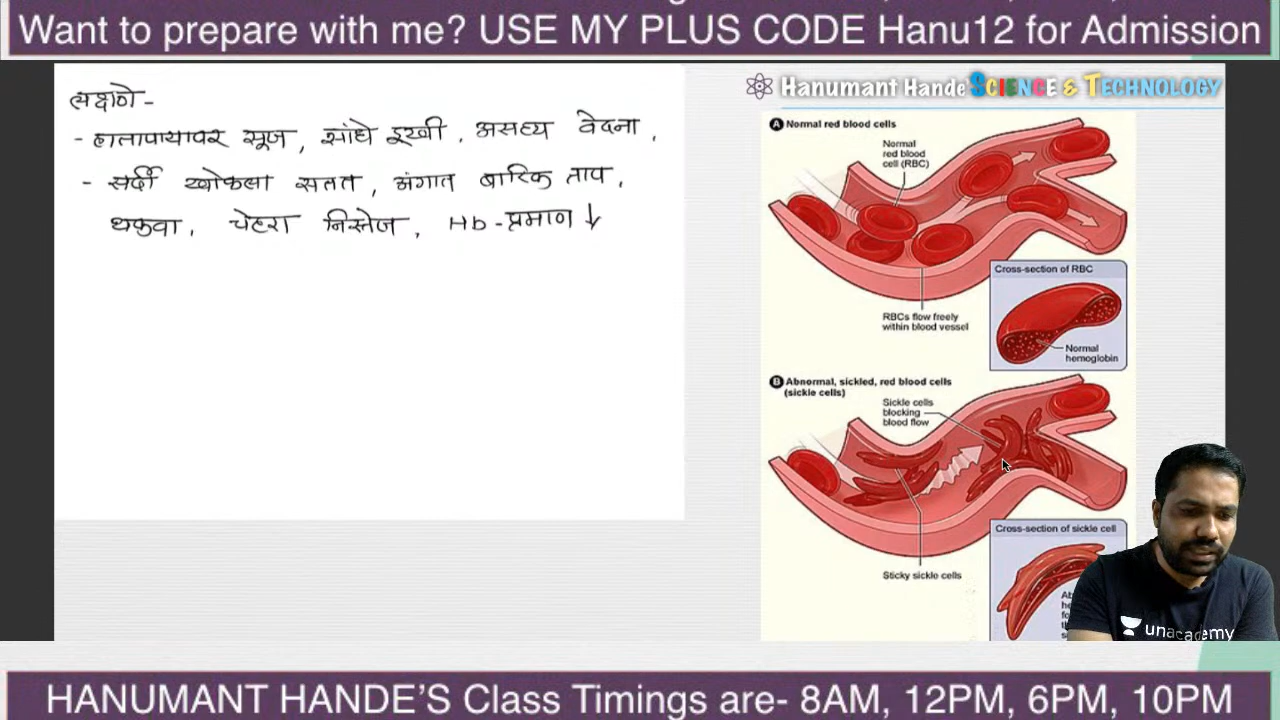 Want to prepare with me? USE MY PLUS CODE Hanu12 for Admission
लक्षणे -
- हातापायावर सूज, सांधे दुखी, असह्य वेदना,
- सर्दी खोकला सतत, अंगात बारिक ताप,
थकवा, चेहरा निस्तेज, Hb - प्रमाण ↓
Hanumant Hande SCIENCE & TECHNOLOGY
A Normal red blood cells
Normal
red blood
cell (RBC)
RBCs flow freely
within blood vessel
Cross-section of RBC
Normal
hemoglobin
B Abnormal, sickled, red blood cells
(sickle cells)
Sickle cells
blocking
blood flow
Sticky sickle cells
Cross-section of sickle cell
unacademy
HANUMANT HANDE'S Class Timings are- 8AM, 12PM, 6PM, 10PM